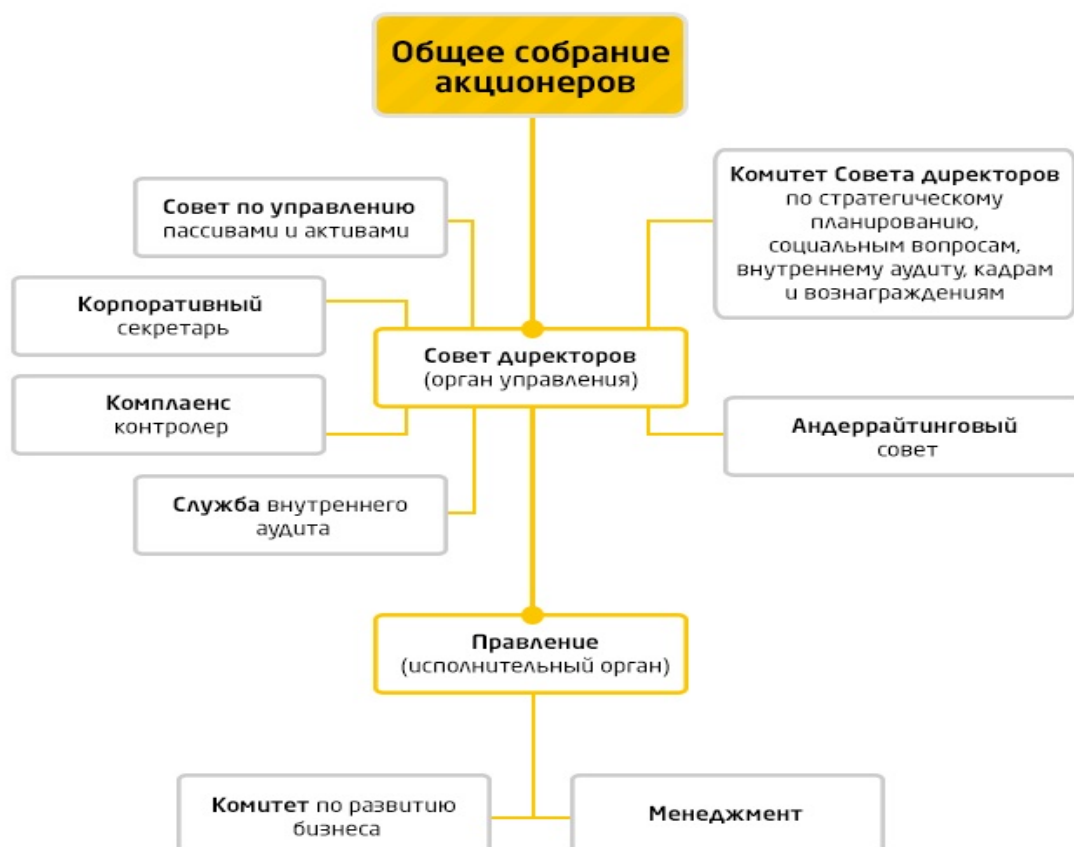 Общее собрание
акционеров
Совет по управлению
пассивами и активами
Комитет Совета директоров
по стратегическому
планированию,
социальным вопросам,
внутреннему аудиту, кадрам
и вознаграждениям
Корпоративный
секретарь
Совет директоров
(орган управления)
Комплаенс
контролер
Андеррайтинговый
совет
Служба внутреннего
аудита
Правление
(исполнительный орган)
Комитет по развитию
бизнеса
Менеджмент